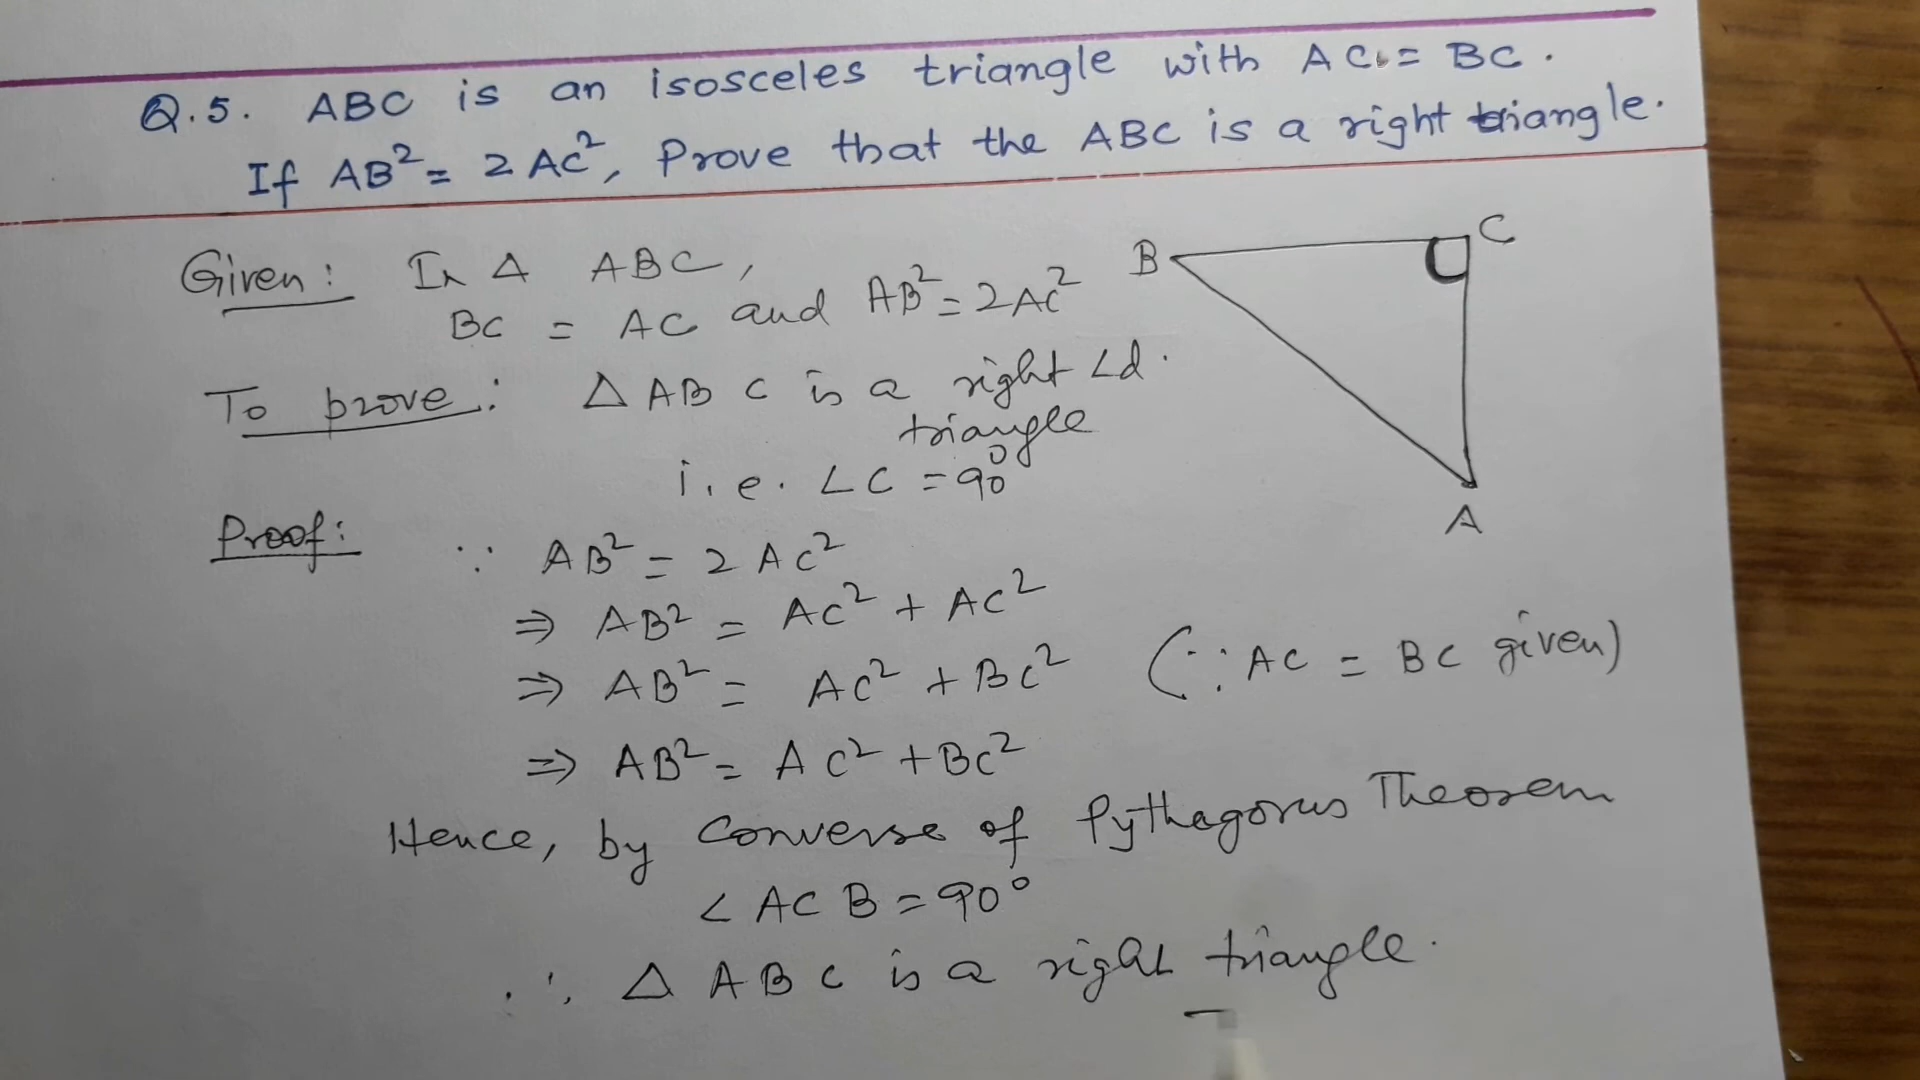 Q.5. ABC is an isosceles triangle with AC = BC.
If AB² = 2AC², Prove that the ABC is a right triangle.
Given: In Δ ABC,
BC = AC and AB² = 2AC²
To prove: Δ ABC is a right ∠d.
triangle
i.e. ∠C = 90°
Proof: ∵ AB² = 2AC²
⇒ AB² = AC² + AC²
⇒ AB² = AC² + BC² (∵ AC = BC given)
⇒ AB² = AC² + BC²
Hence, by Converse of Pythagorus Theorem
∠ACB = 90°
∴ Δ ABC is a right triangle.
B
C
A